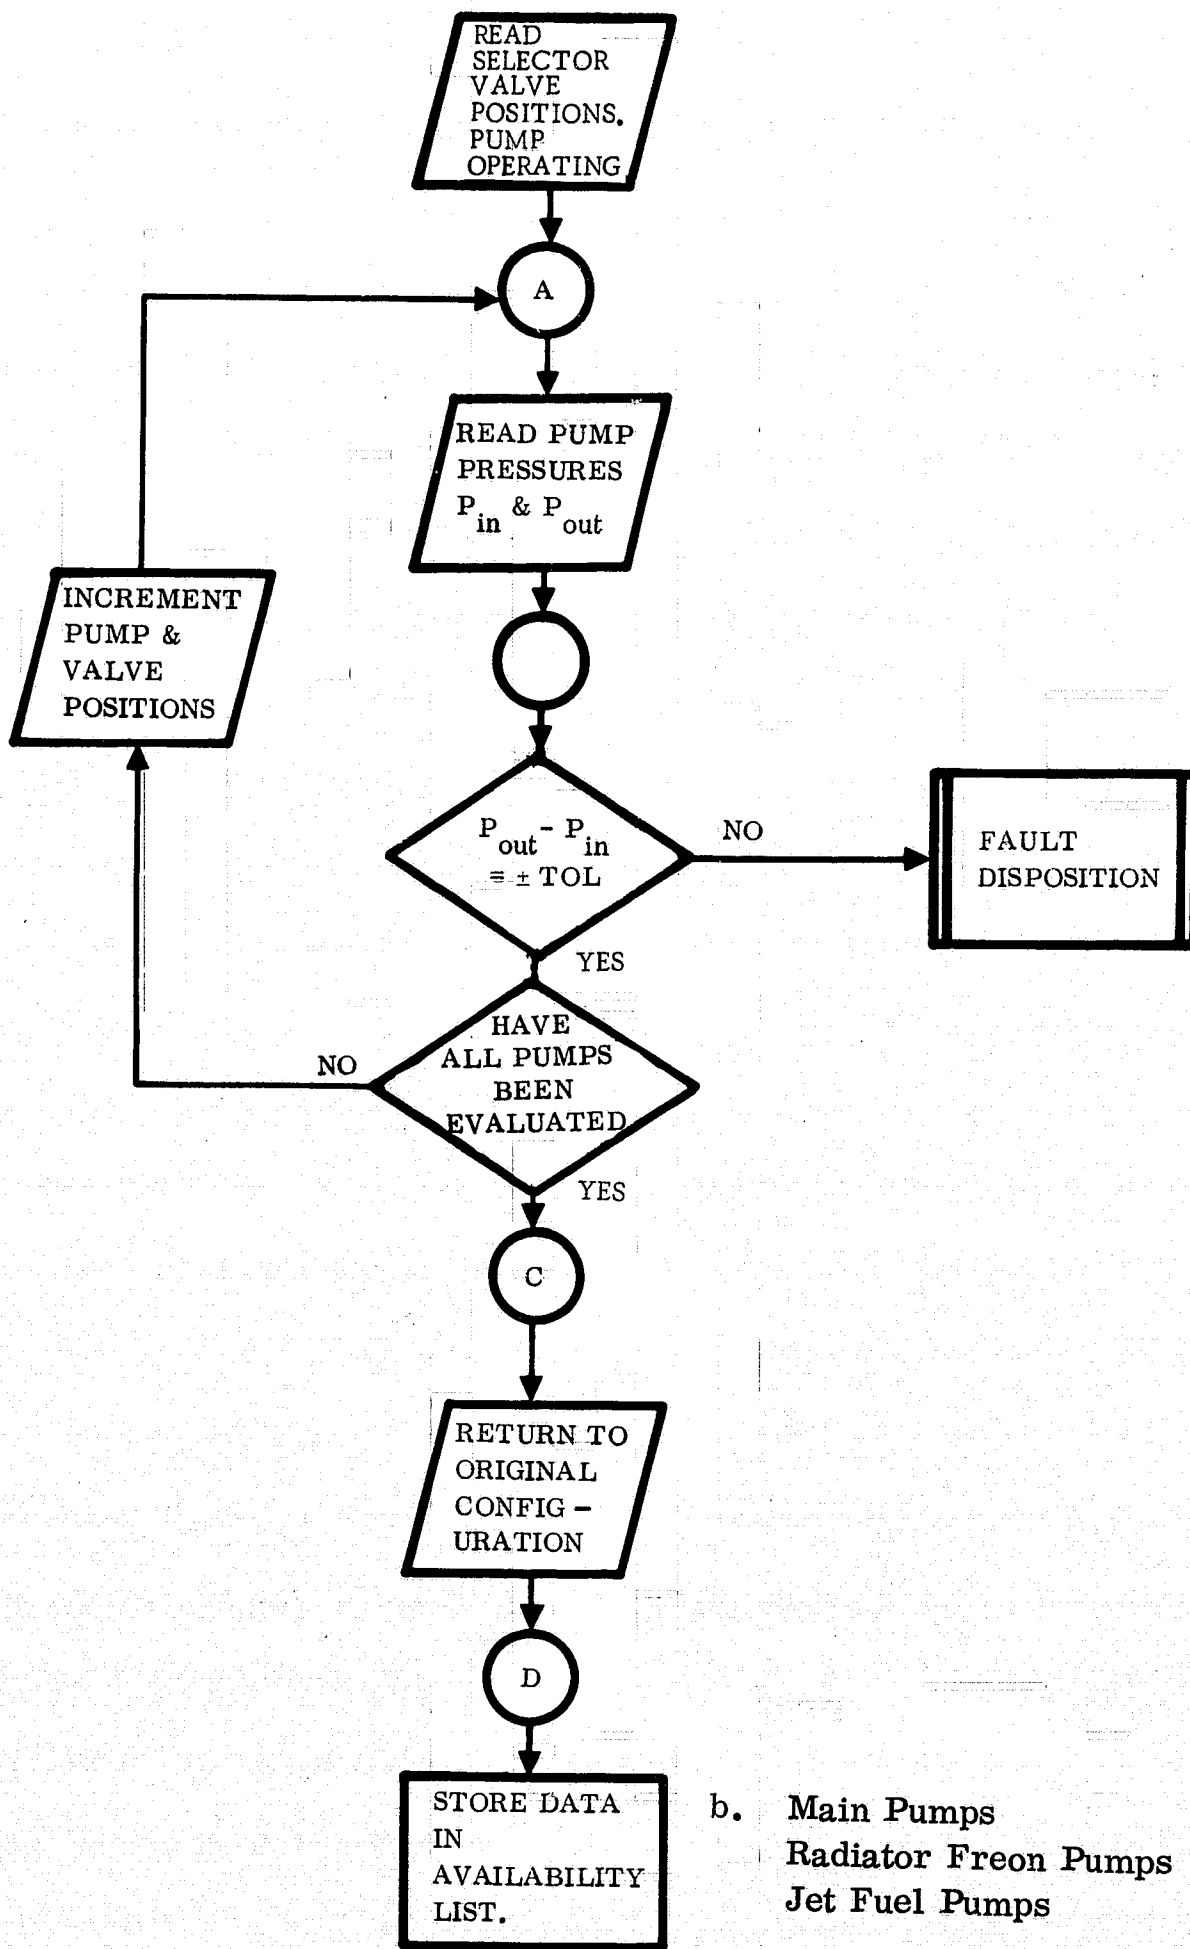 READ
SELECTOR
VALVE
POSITIONS.
PUMP
OPERATING
A
READ PUMP
PRESSURES
P in & P out
INCREMENT
PUMP &
VALVE
POSITIONS
P out - P in
= ± TOL
NO
FAULT
DISPOSITION
YES
HAVE
ALL PUMPS
BEEN
EVALUATED
NO
YES
C
RETURN TO
ORIGINAL
CONFIG -
URATION
D
STORE DATA
IN
AVAILABILITY
LIST.
b. Main Pumps
Radiator Freon Pumps
Jet Fuel Pumps